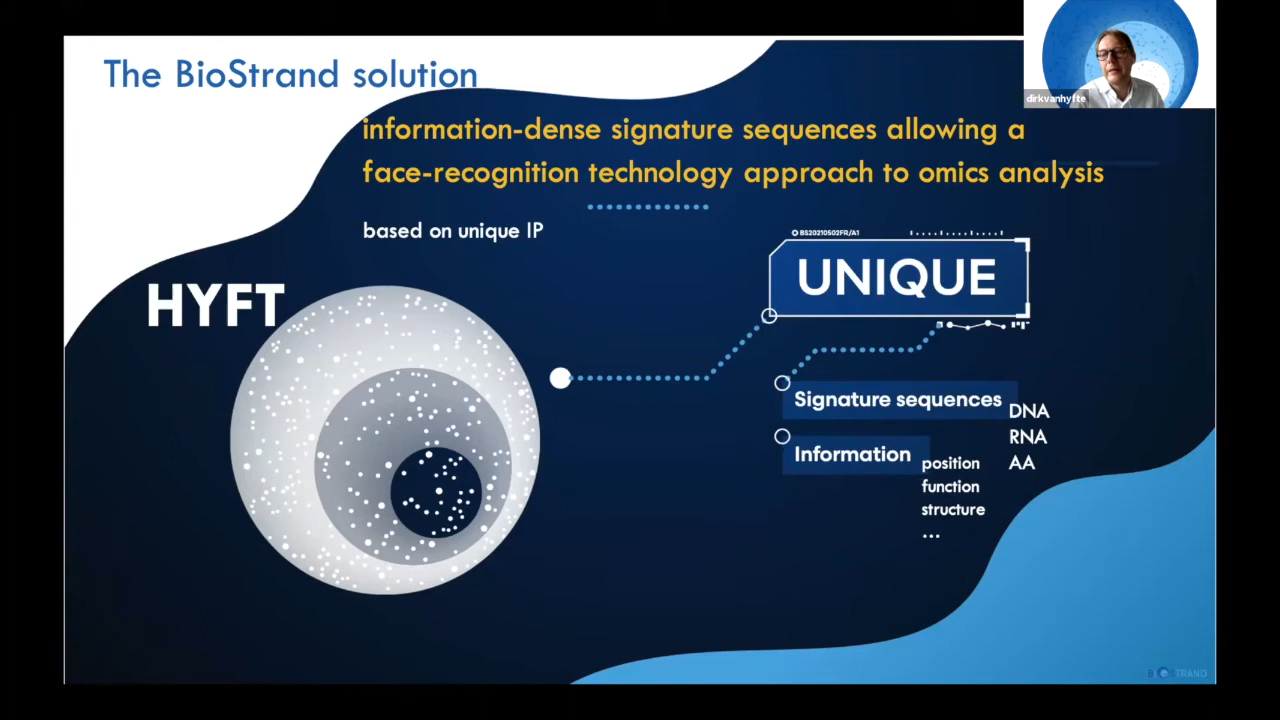 The BioStrand solution
dirkvanhyfte
information-dense signature sequences allowing a
face-recognition technology approach to omics analysis
based on unique IP
BS20210502FR/A1
UNIQUE
HYFT
Signature sequences
DNA
RNA
AA
Information
position
function
structure
...
BIOSTRAND